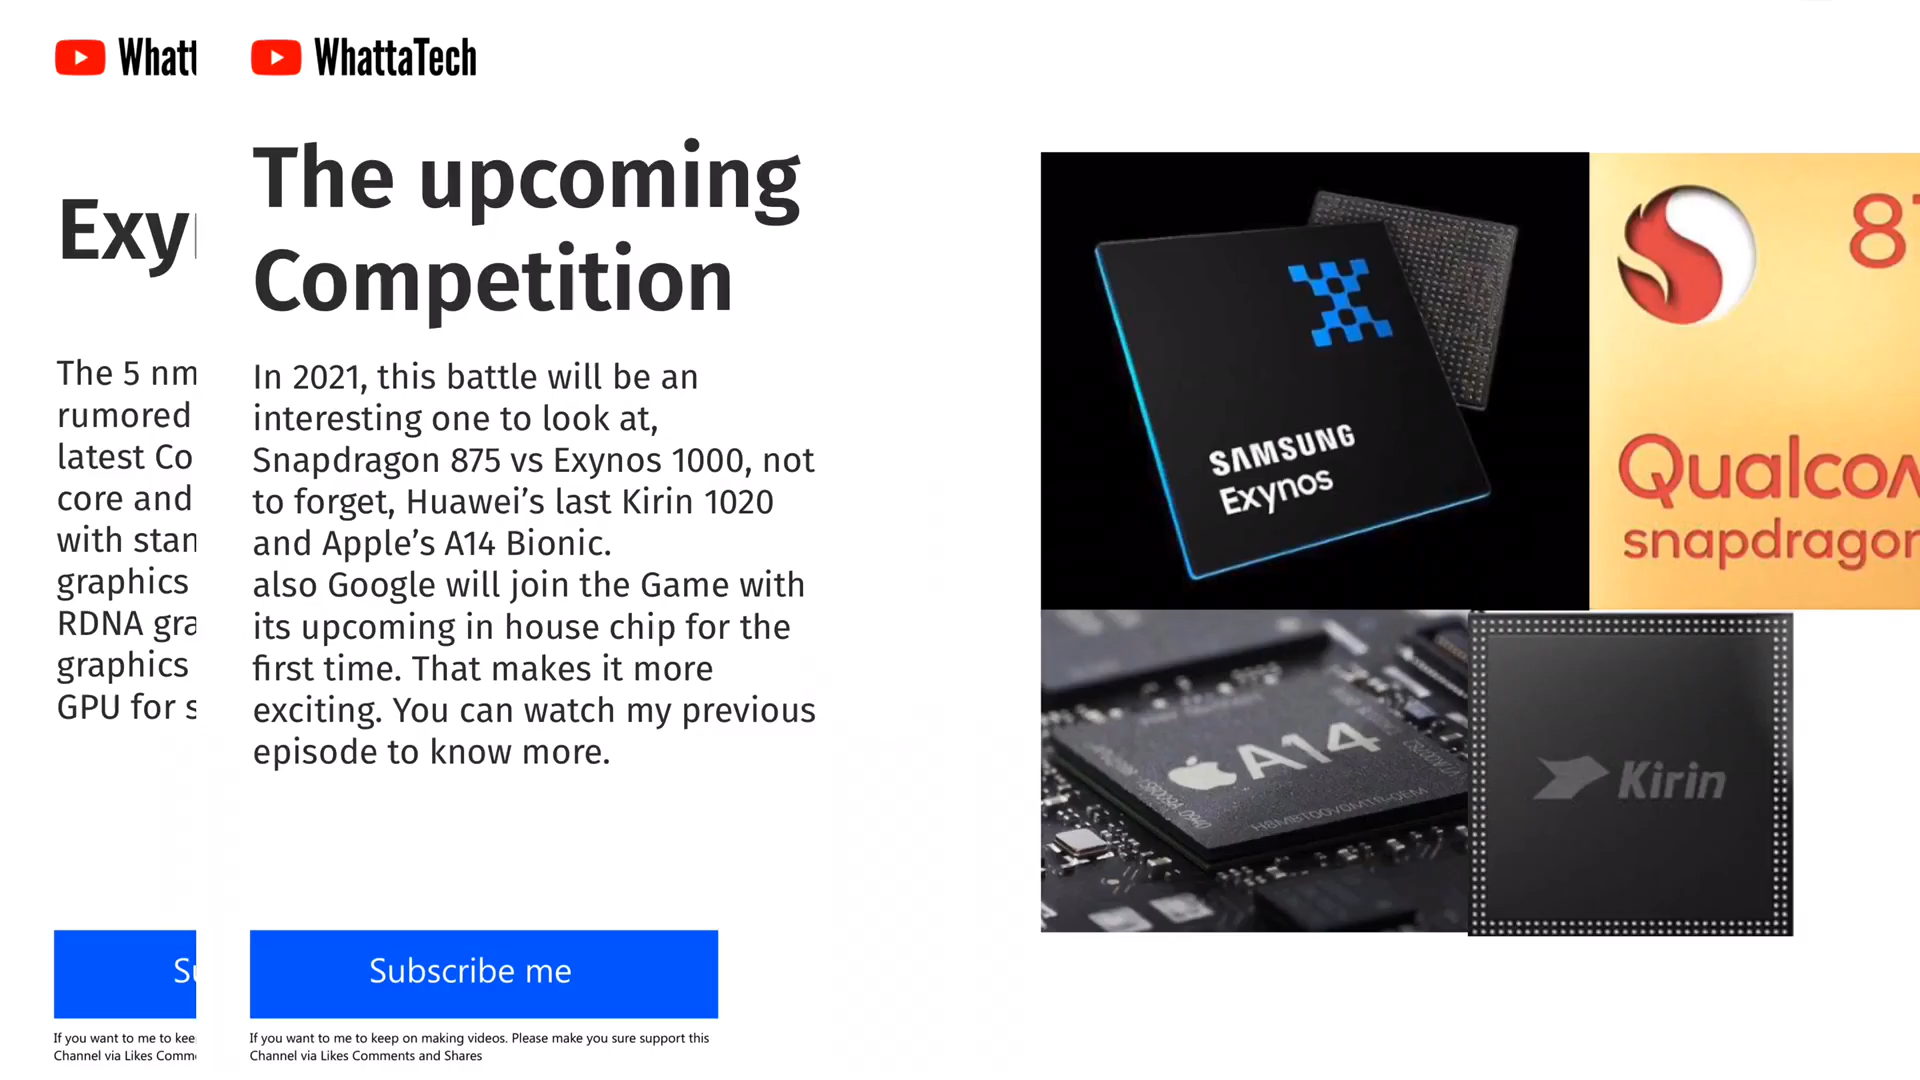 Whatt
Exy
The 5 nm
rumored
latest Co
core and
with stan
graphics
RDNA gra
graphics
GPU for s
Su
If you want to me to kee
Channel via Likes Comm
WhattaTech
The upcoming
Competition
In 2021, this battle will be an
interesting one to look at,
Snapdragon 875 vs Exynos 1000, not
to forget, Huawei’s last Kirin 1020
and Apple’s A14 Bionic.
also Google will join the Game with
its upcoming in house chip for the
first time. That makes it more
exciting. You can watch my previous
episode to know more.
Subscribe me
If you want to me to keep on making videos. Please make you sure support this
Channel via Likes Comments and Shares
SAMSUNG
Exynos
8
Qualco
snapdragon
A14
Kirin